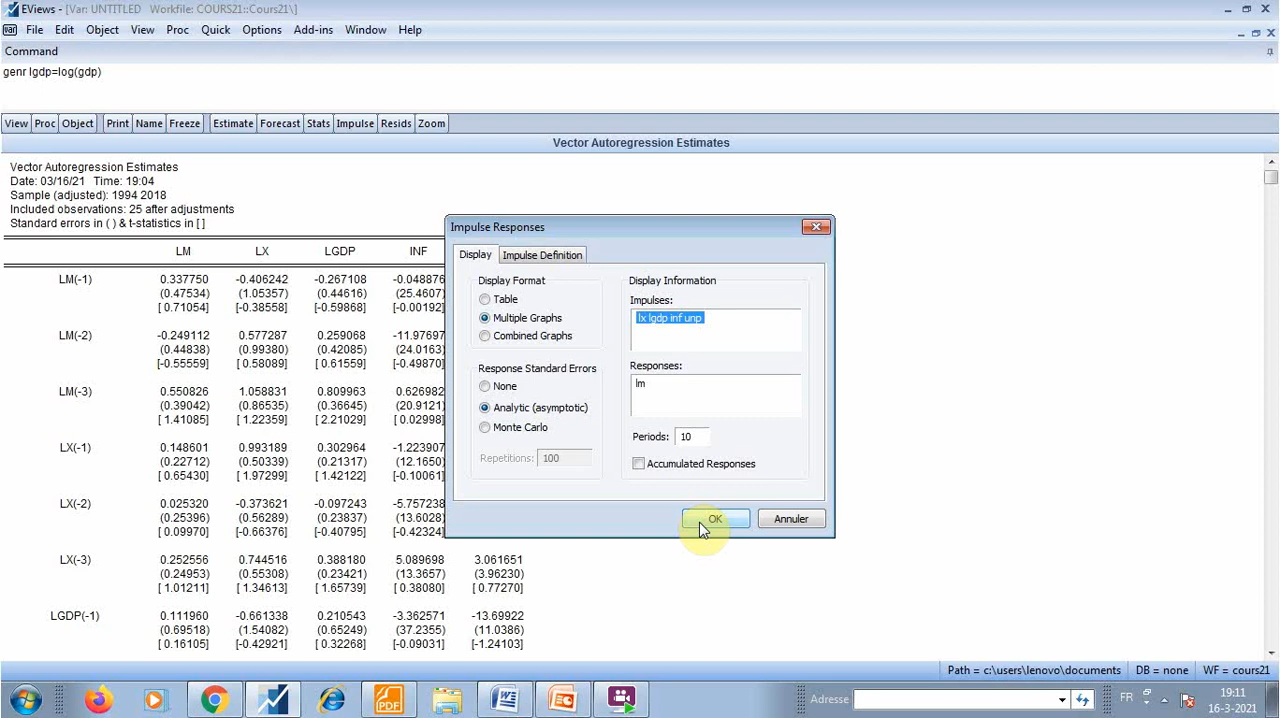 EViews - [Var: UNTITLED   Workfile: COURS21::Cours21\]
File Edit Object View Proc Quick Options Add-ins Window Help
Command
genr lgdp=log(gdp)
View Proc Object Print Name Freeze Estimate Forecast Stats Impulse Resids Zoom
Vector Autoregression Estimates
Vector Autoregression Estimates
Date: 03/16/21   Time: 19:04
Sample (adjusted): 1994 2018
Included observations: 25 after adjustments
Standard errors in ( ) & t-statistics in [ ]
LM LX LGDP INF
LM(-1) 0.337750 -0.406242 -0.267108 -0.048876
(0.47534) (1.05357) (0.44616) (25.4607)
[ 0.71054] [-0.38558] [-0.59868] [-0.00192]
LM(-2) -0.249112 0.577287 0.259068 -11.97697
(0.44838) (0.99380) (0.42085) (24.0163)
[-0.55559] [ 0.58089] [ 0.61559] [-0.49870]
LM(-3) 0.550826 1.058831 0.809963 0.626982
(0.39042) (0.86535) (0.36645) (20.9121)
[ 1.41085] [ 1.22359] [ 2.21029] [ 0.02998]
LX(-1) 0.148601 0.993189 0.302964 -1.223907
(0.22712) (0.50339) (0.21317) (12.1650)
[ 0.65430] [ 1.97299] [ 1.42122] [-0.10061]
LX(-2) 0.025320 -0.373621 -0.097243 -5.757238
(0.25396) (0.56289) (0.23837) (13.6028)
[ 0.09970] [-0.66376] [-0.40795] [-0.42324]
LX(-3) 0.252556 0.744516 0.388180 5.089698 3.061651
(0.24953) (0.55308) (0.23421) (13.3657) (3.96230)
[ 1.01211] [ 1.34613] [ 1.65739] [ 0.38080] [ 0.77270]
LGDP(-1) 0.111960 -0.661338 0.210543 -3.362571 -13.69922
(0.69518) (1.54082) (0.65249) (37.2355) (11.0386)
[ 0.16105] [-0.42921] [ 0.32268] [-0.09031] [-1.24103]
Impulse Responses
Display Impulse Definition
Display Format
Table
Multiple Graphs
Combined Graphs
Response Standard Errors
None
Analytic (asymptotic)
Monte Carlo
Repetitions: 100
Display Information
Impulses:
lx lgdp inf unp
Responses:
lm
Periods: 10
Accumulated Responses
OK Annuler
Path = c:\users\lenovo\documents DB = none WF = cours21
PDF
Adresse
FR
19:11
16-3-2021